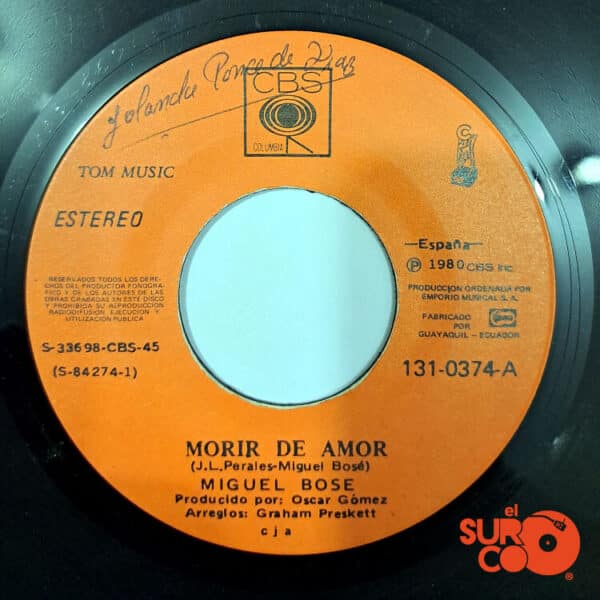 Yolanda Ponce de Diaz
CBS
COLUMBIA
TOM MUSIC
ESTEREO
RESERVADOS TODOS LOS DERE-
CHOS DEL PRODUCTOR FONOGRA-
FICO Y DE LOS AUTORES DE LAS
OBRAS GRABADAS EN ESTE DISCO
Y PROHIBIDA SU REPRODUCCION
RADIODIFUSION EJECUCION Y
UTILIZACION PUBLICA
S-33698-CBS-45
(S-84274-1)
—España—
Ⓟ 1980 CBS Inc.
PRODUCCION ORDENADA POR
EMPORIO MUSICAL S.A.
FABRICADO
POR
GUAYAQUIL - ECUADOR
131-0374-A
MORIR DE AMOR
(J.L.Perales-Miguel Bosé)
MIGUEL BOSE
Producido por: Oscar Gómez
Arreglos: Graham Preskett
c j a
el
SUR
CO
®